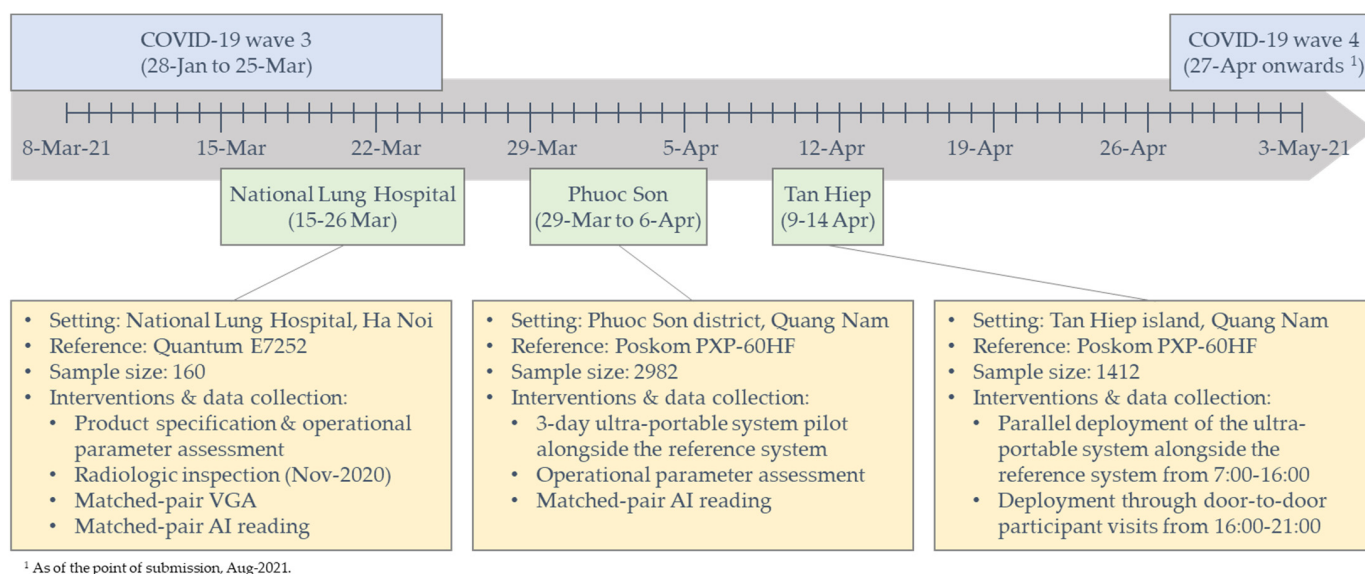 COVID-19 wave 3
(28-Jan to 25-Mar)
COVID-19 wave 4
(27-Apr onwards ¹)
8-Mar-21
15-Mar
22-Mar
29-Mar
5-Apr
12-Apr
19-Apr
26-Apr
3-May-21
National Lung Hospital
(15-26 Mar)
Phuoc Son
(29-Mar to 6-Apr)
Tan Hiep
(9-14 Apr)
• Setting: National Lung Hospital, Ha Noi
• Reference: Quantum E7252
• Sample size: 160
• Interventions & data collection:
• Product specification & operational
parameter assessment
• Radiologic inspection (Nov-2020)
• Matched-pair VGA
• Matched-pair AI reading
• Setting: Phuoc Son district, Quang Nam
• Reference: Poskom PXP-60HF
• Sample size: 2982
• Interventions & data collection:
• 3-day ultra-portable system pilot
alongside the reference system
• Operational parameter assessment
• Matched-pair AI reading
• Setting: Tan Hiep island, Quang Nam
• Reference: Poskom PXP-60HF
• Sample size: 1412
• Interventions & data collection:
• Parallel deployment of the ultra-
portable system alongside the
reference system from 7:00-16:00
• Deployment through door-to-door
participant visits from 16:00-21:00
¹ As of the point of submission, Aug-2021.